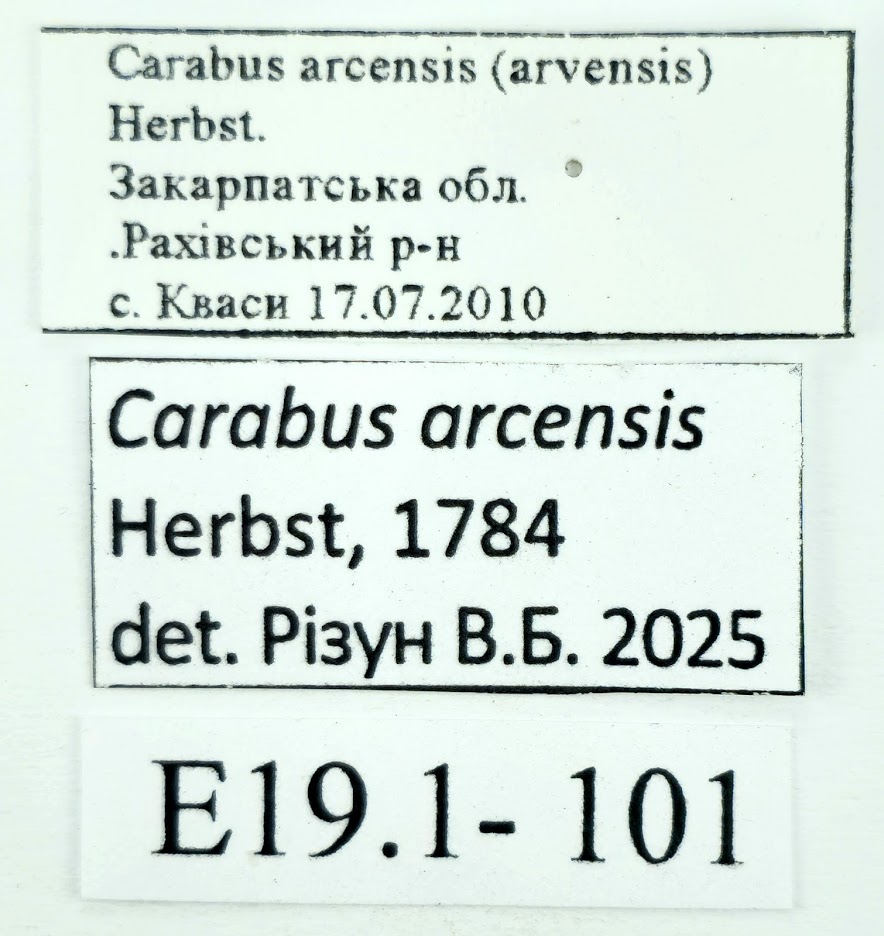 Carabus arcensis (arvensis)
Herbst.
Закарпатська обл.
.Рахівський р-н
с. Кваси 17.07.2010
Carabus arcensis
Herbst, 1784
det. Різун В.Б. 2025
E19.1- 101